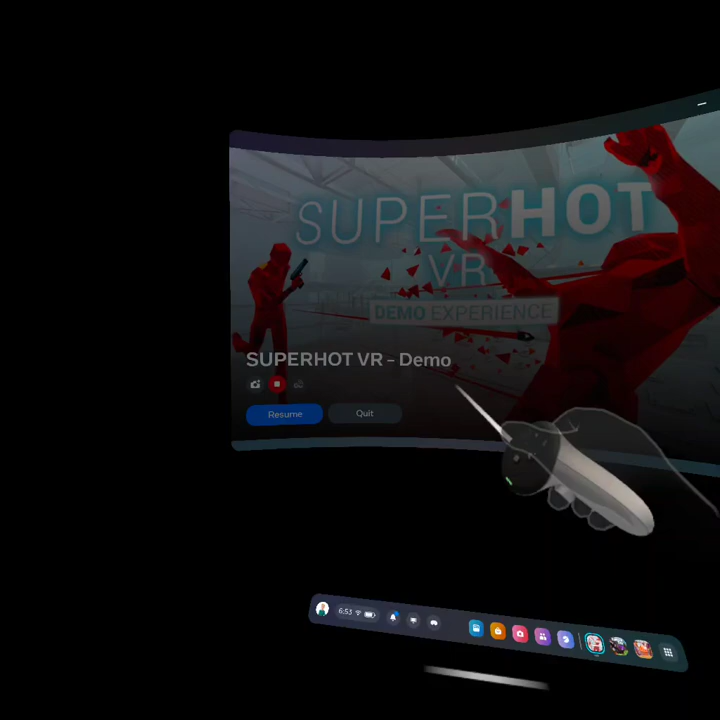 SUPERHOT
VR
DEMO EXPERIENCE
SUPERHOT VR - Demo
Resume
Quit
6:53